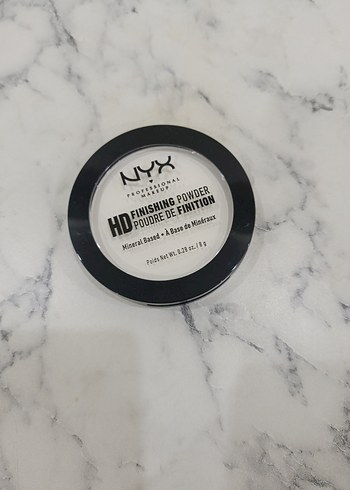 NYX
PROFESSIONAL
MAKEUP
HD FINISHING POWDER
POUDRE DE FINITION
Mineral Based • À Base de Minéraux
Poids Net Wt. 0.28 oz. / 8 g